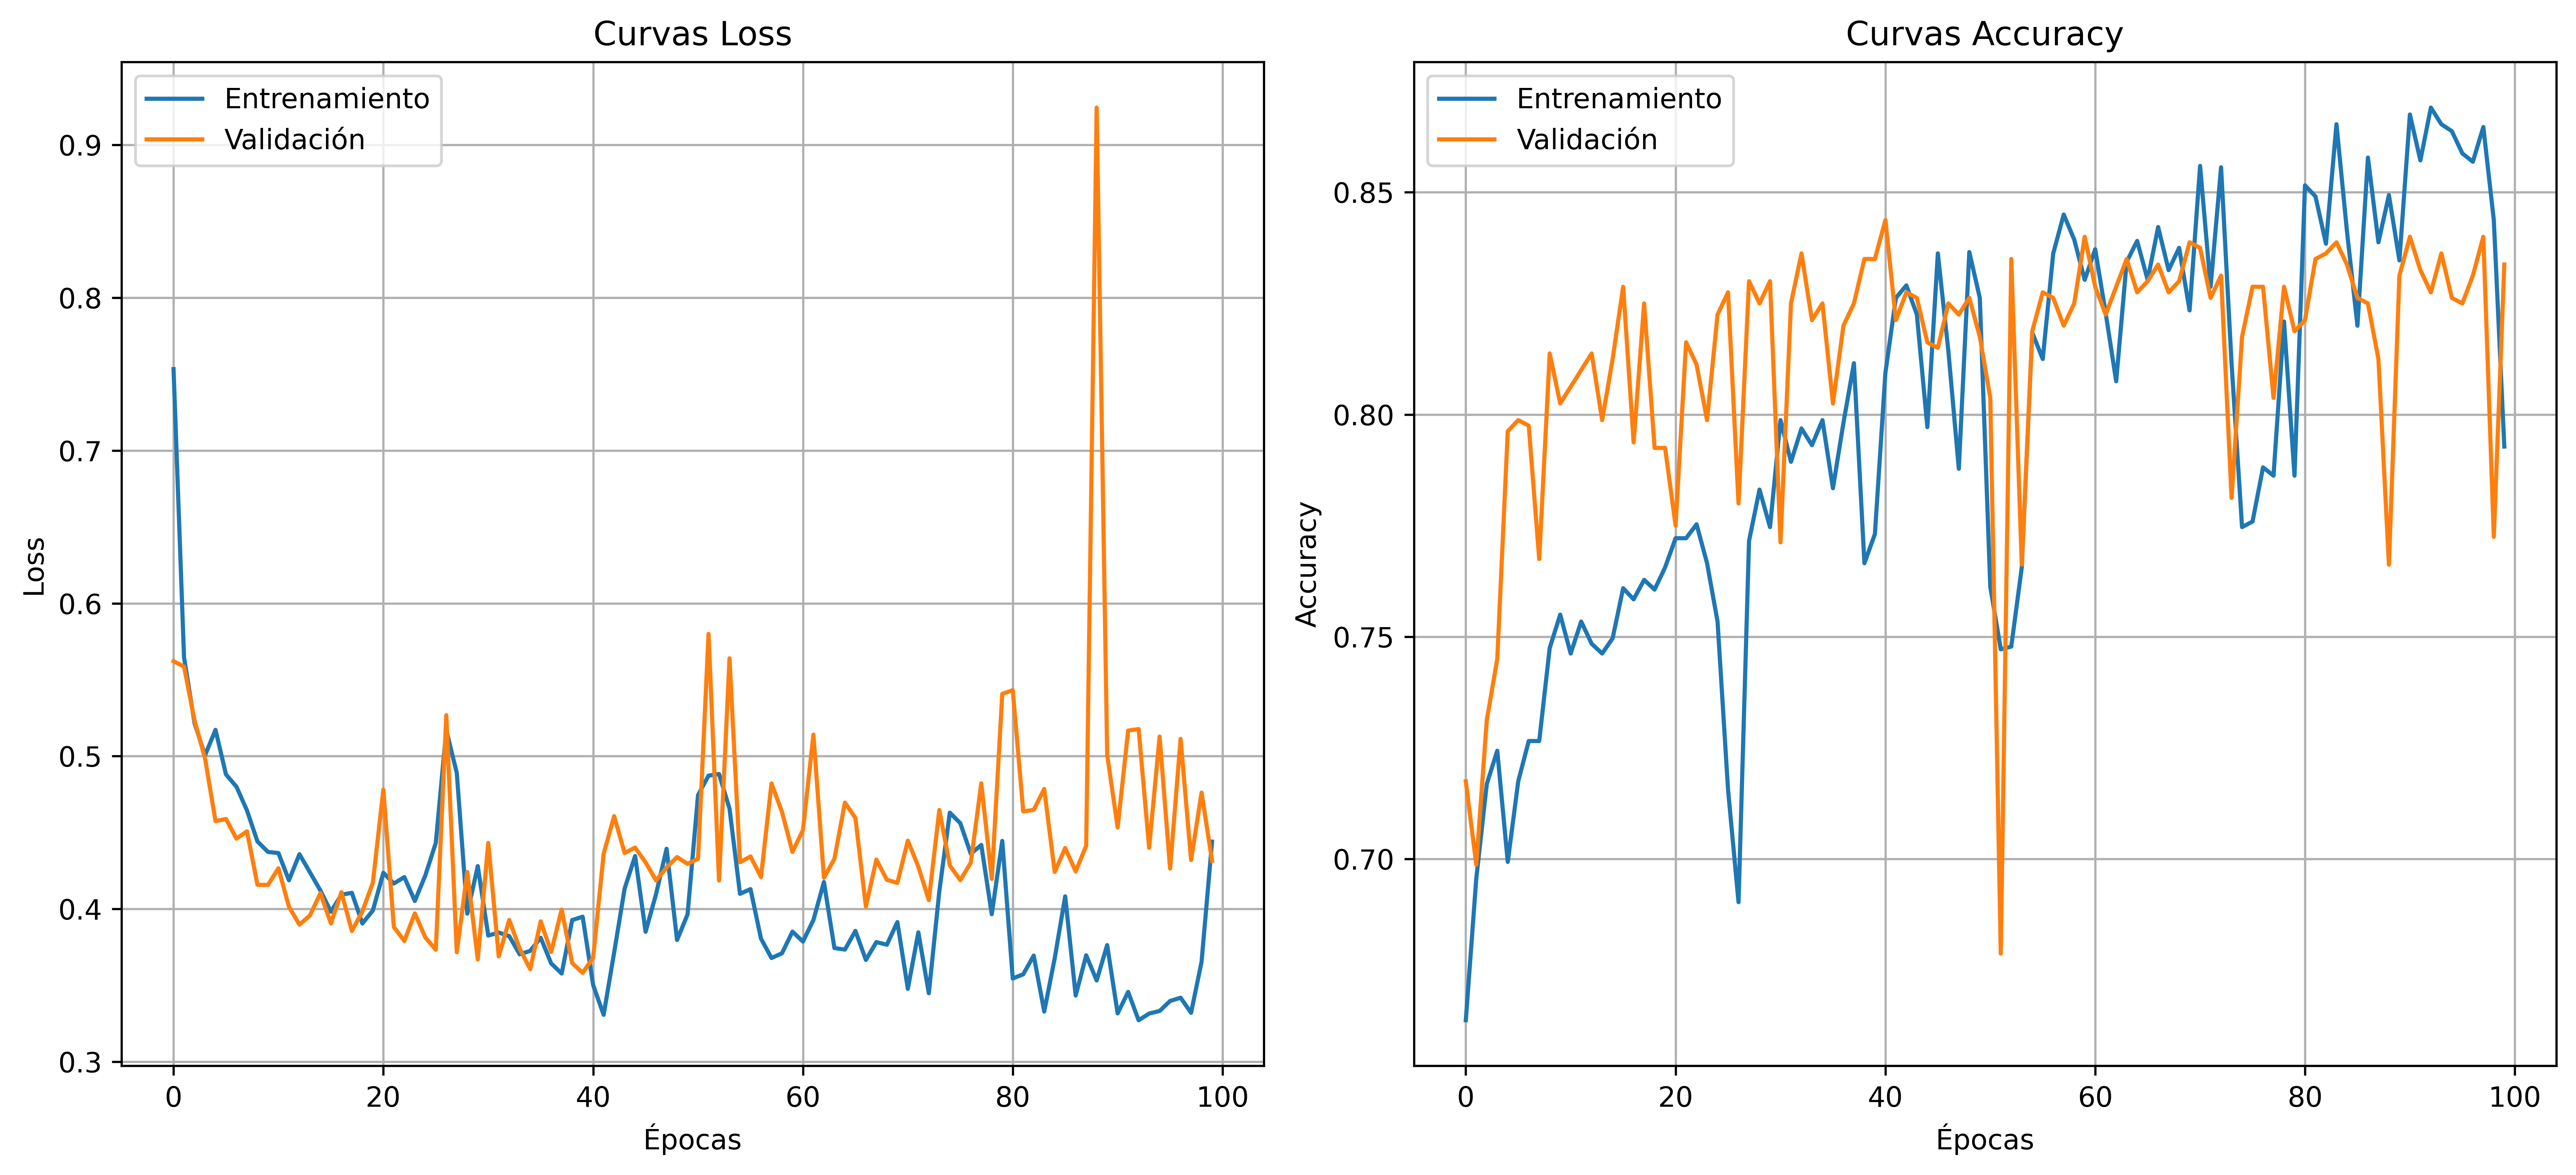 Curvas Loss
Entrenamiento
Validación
0.9
0.8
0.7
0.6
0.5
0.4
0.3
Loss
0 20 40 60 80 100
Épocas
Curvas Accuracy
Entrenamiento
Validación
0.85
0.80
0.75
0.70
Accuracy
0 20 40 60 80 100
Épocas